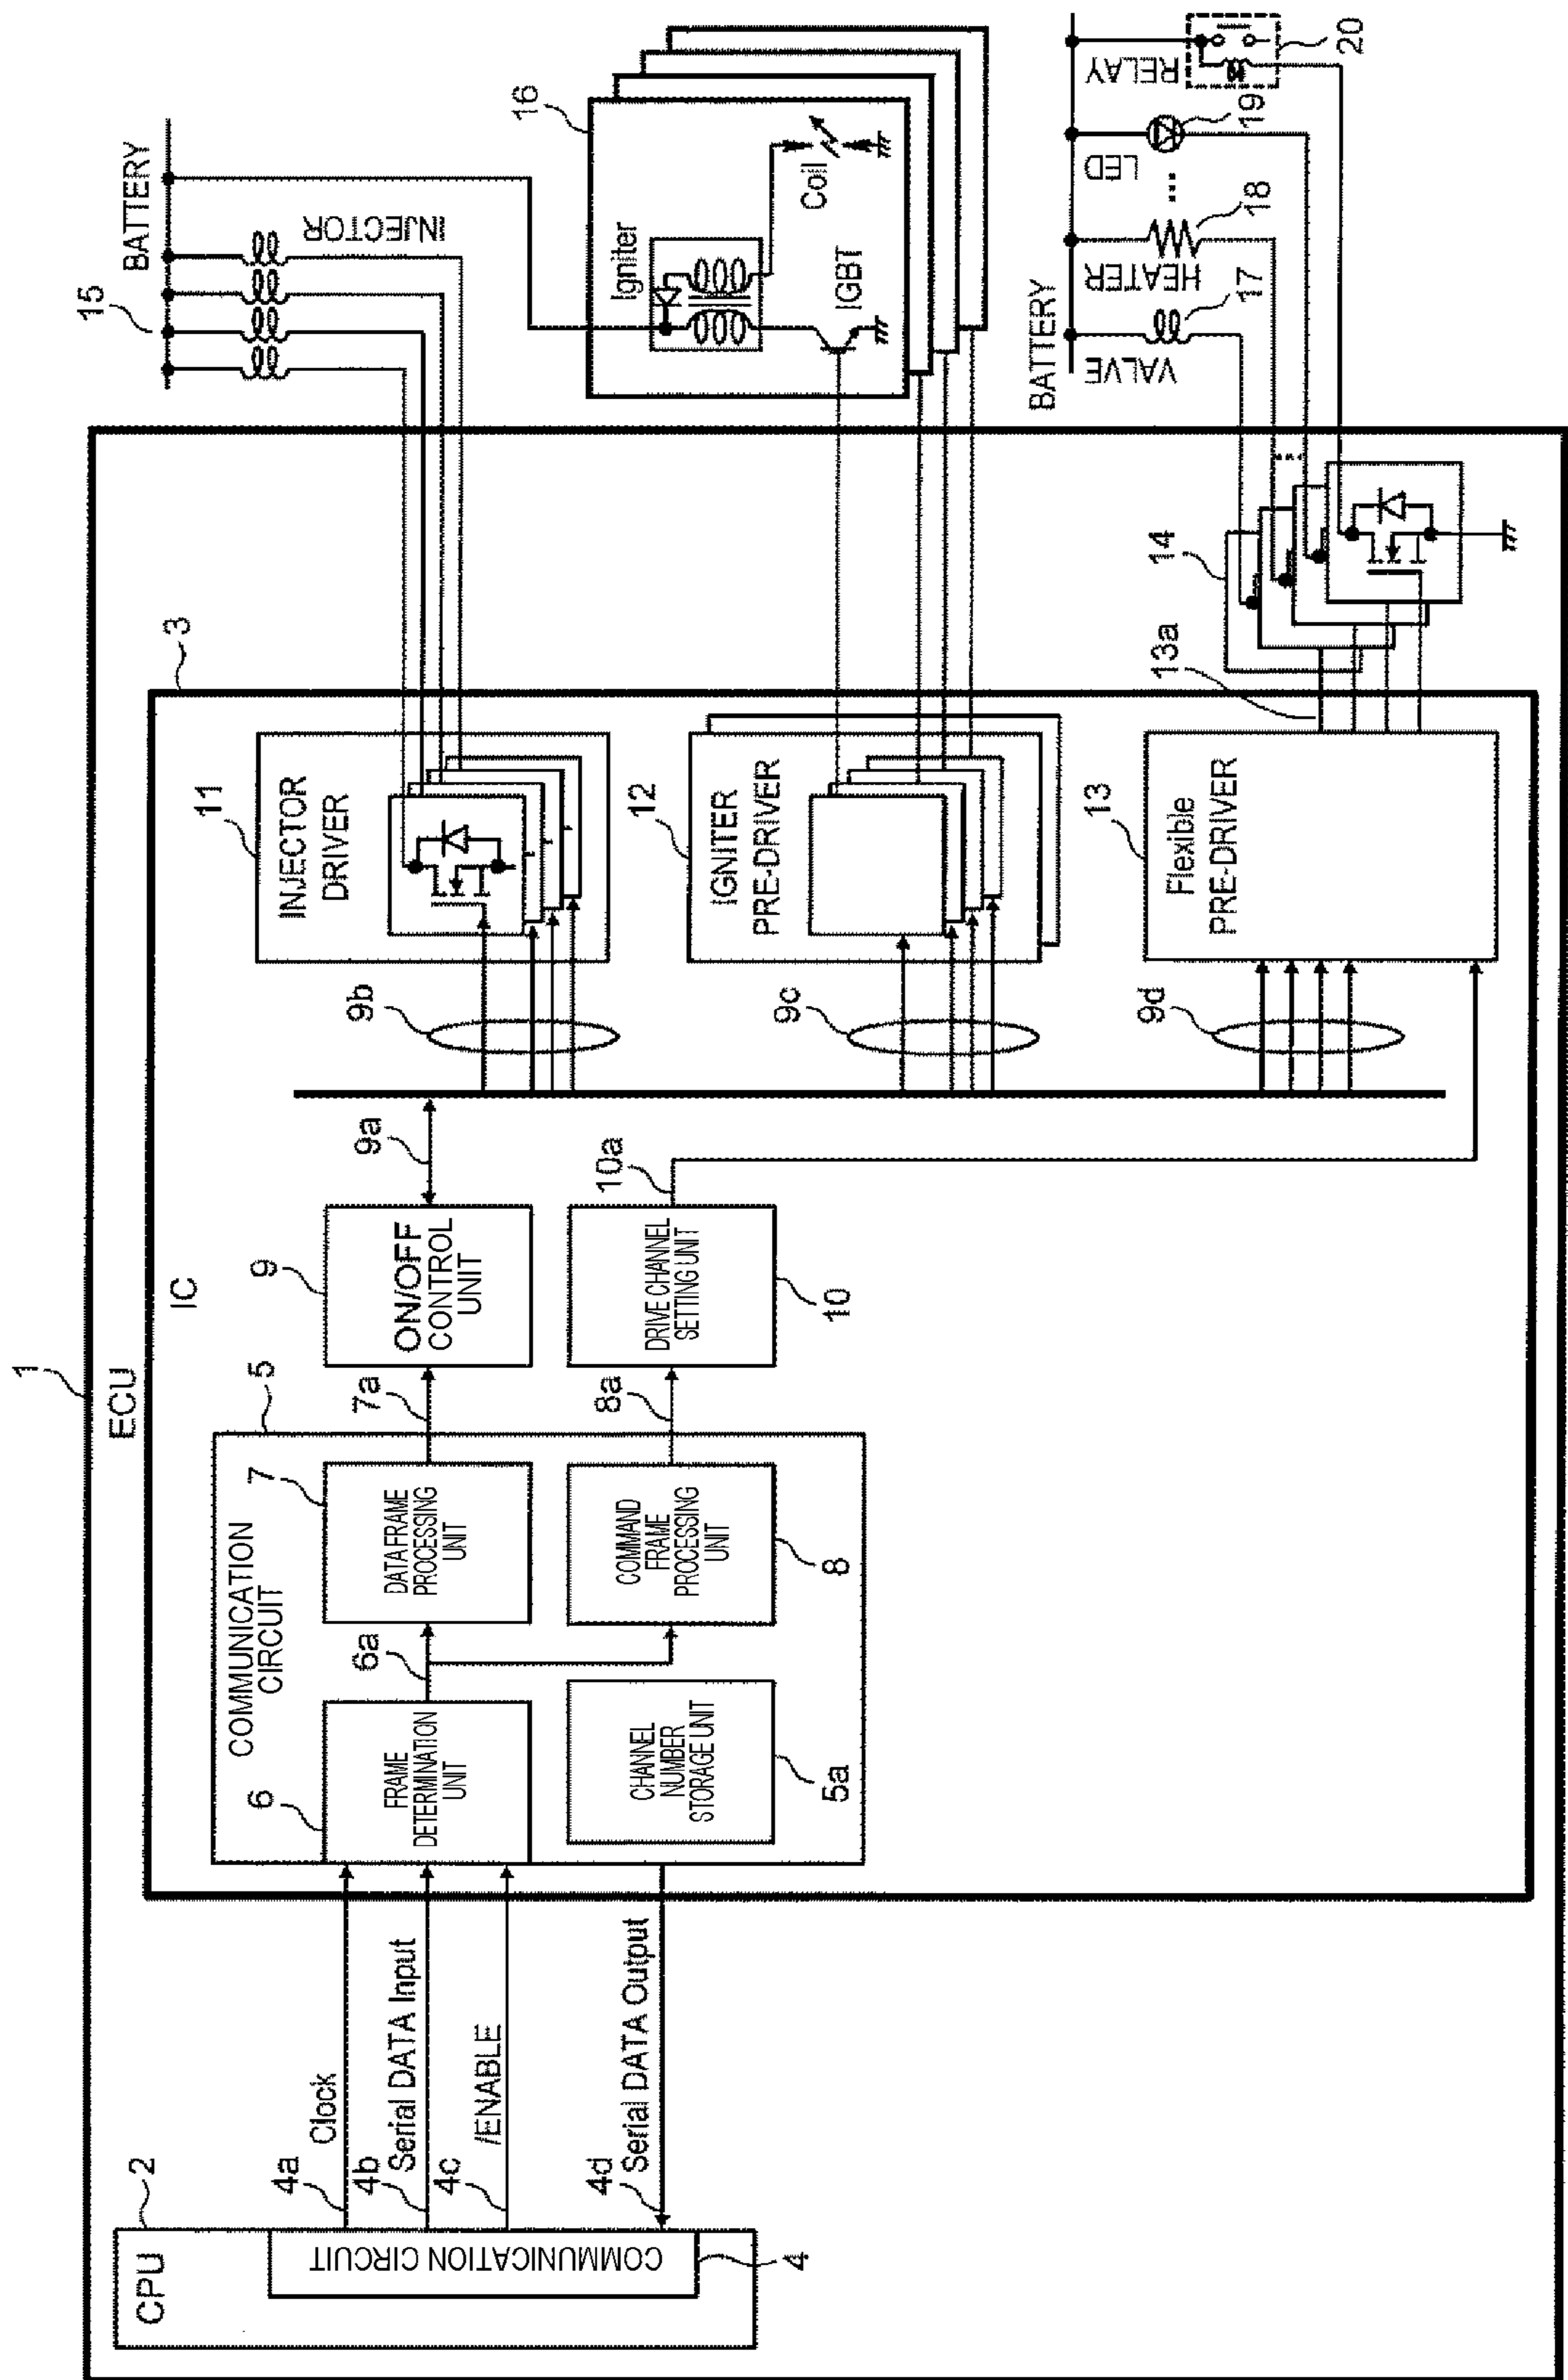 1
ECU
2
CPU
COMMUNICATION CIRCUIT
4
4a
Clock
4b
Serial DATA Input
4c
/ENABLE
4d
Serial DATA Output
3
IC
5
COMMUNICATION
CIRCUIT
6
FRAME
DETERMINATION
UNIT
6a
7
DATA FRAME
PROCESSING
UNIT
7a
CHANNEL
NUMBER
STORAGE UNIT
5a
COMMAND
FRAME
PROCESSING
UNIT
8
8a
9
ON/OFF
CONTROL
UNIT
9a
DRIVE CHANNEL
SETTING UNIT
10
10a
9b
9c
9d
11
INJECTOR
DRIVER
12
IGNITER
PRE-DRIVER
13
Flexible
PRE-DRIVER
13a
14
15
BATTERY
INJECTOR
16
Igniter
Coil
IGBT
BATTERY
VALVE
17
HEATER
18
...
LED
19
RELAY
20